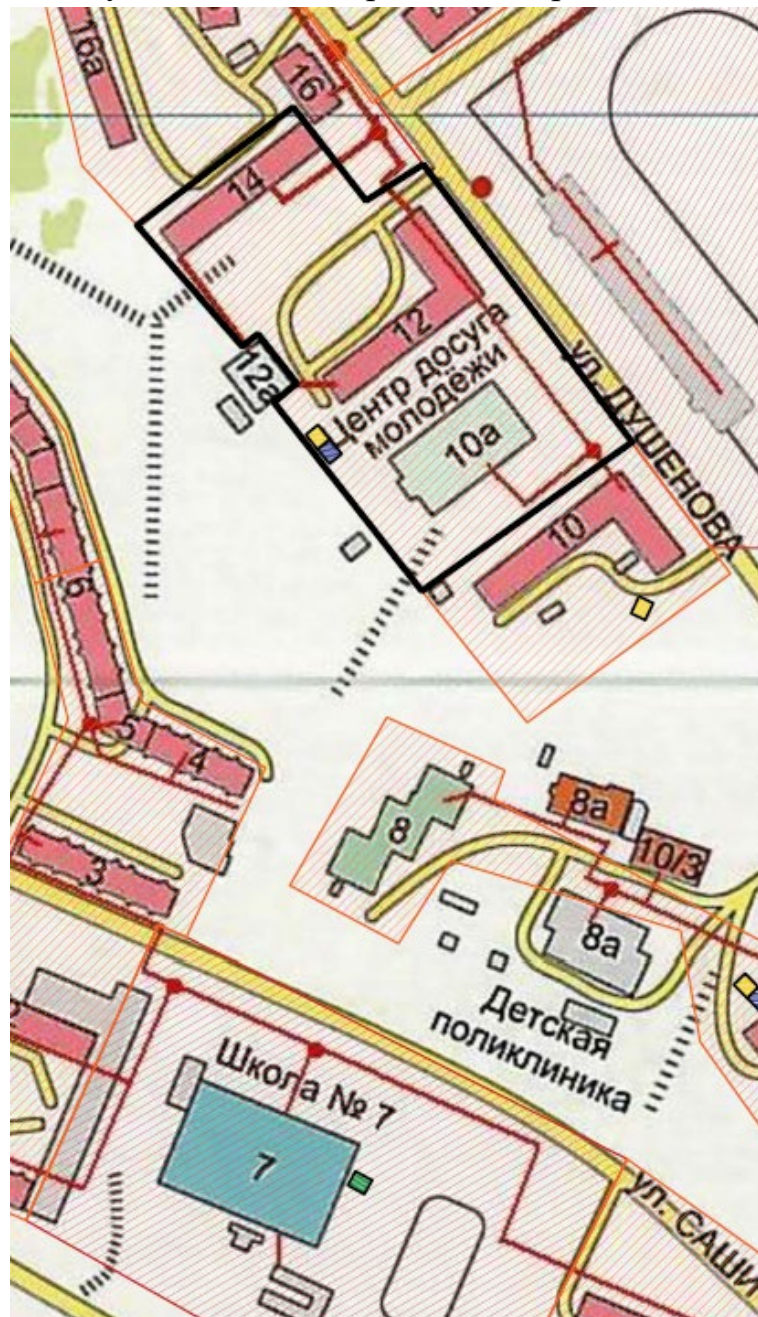 16а
16
14
12
12а
Центр досуга
молодёжи
10а
ул. ДУШЕНОВА
10
6
5
4
3
8
8а
10/3
8а
Детская
поликлиника
Школа № 7
7
ул. САШИ